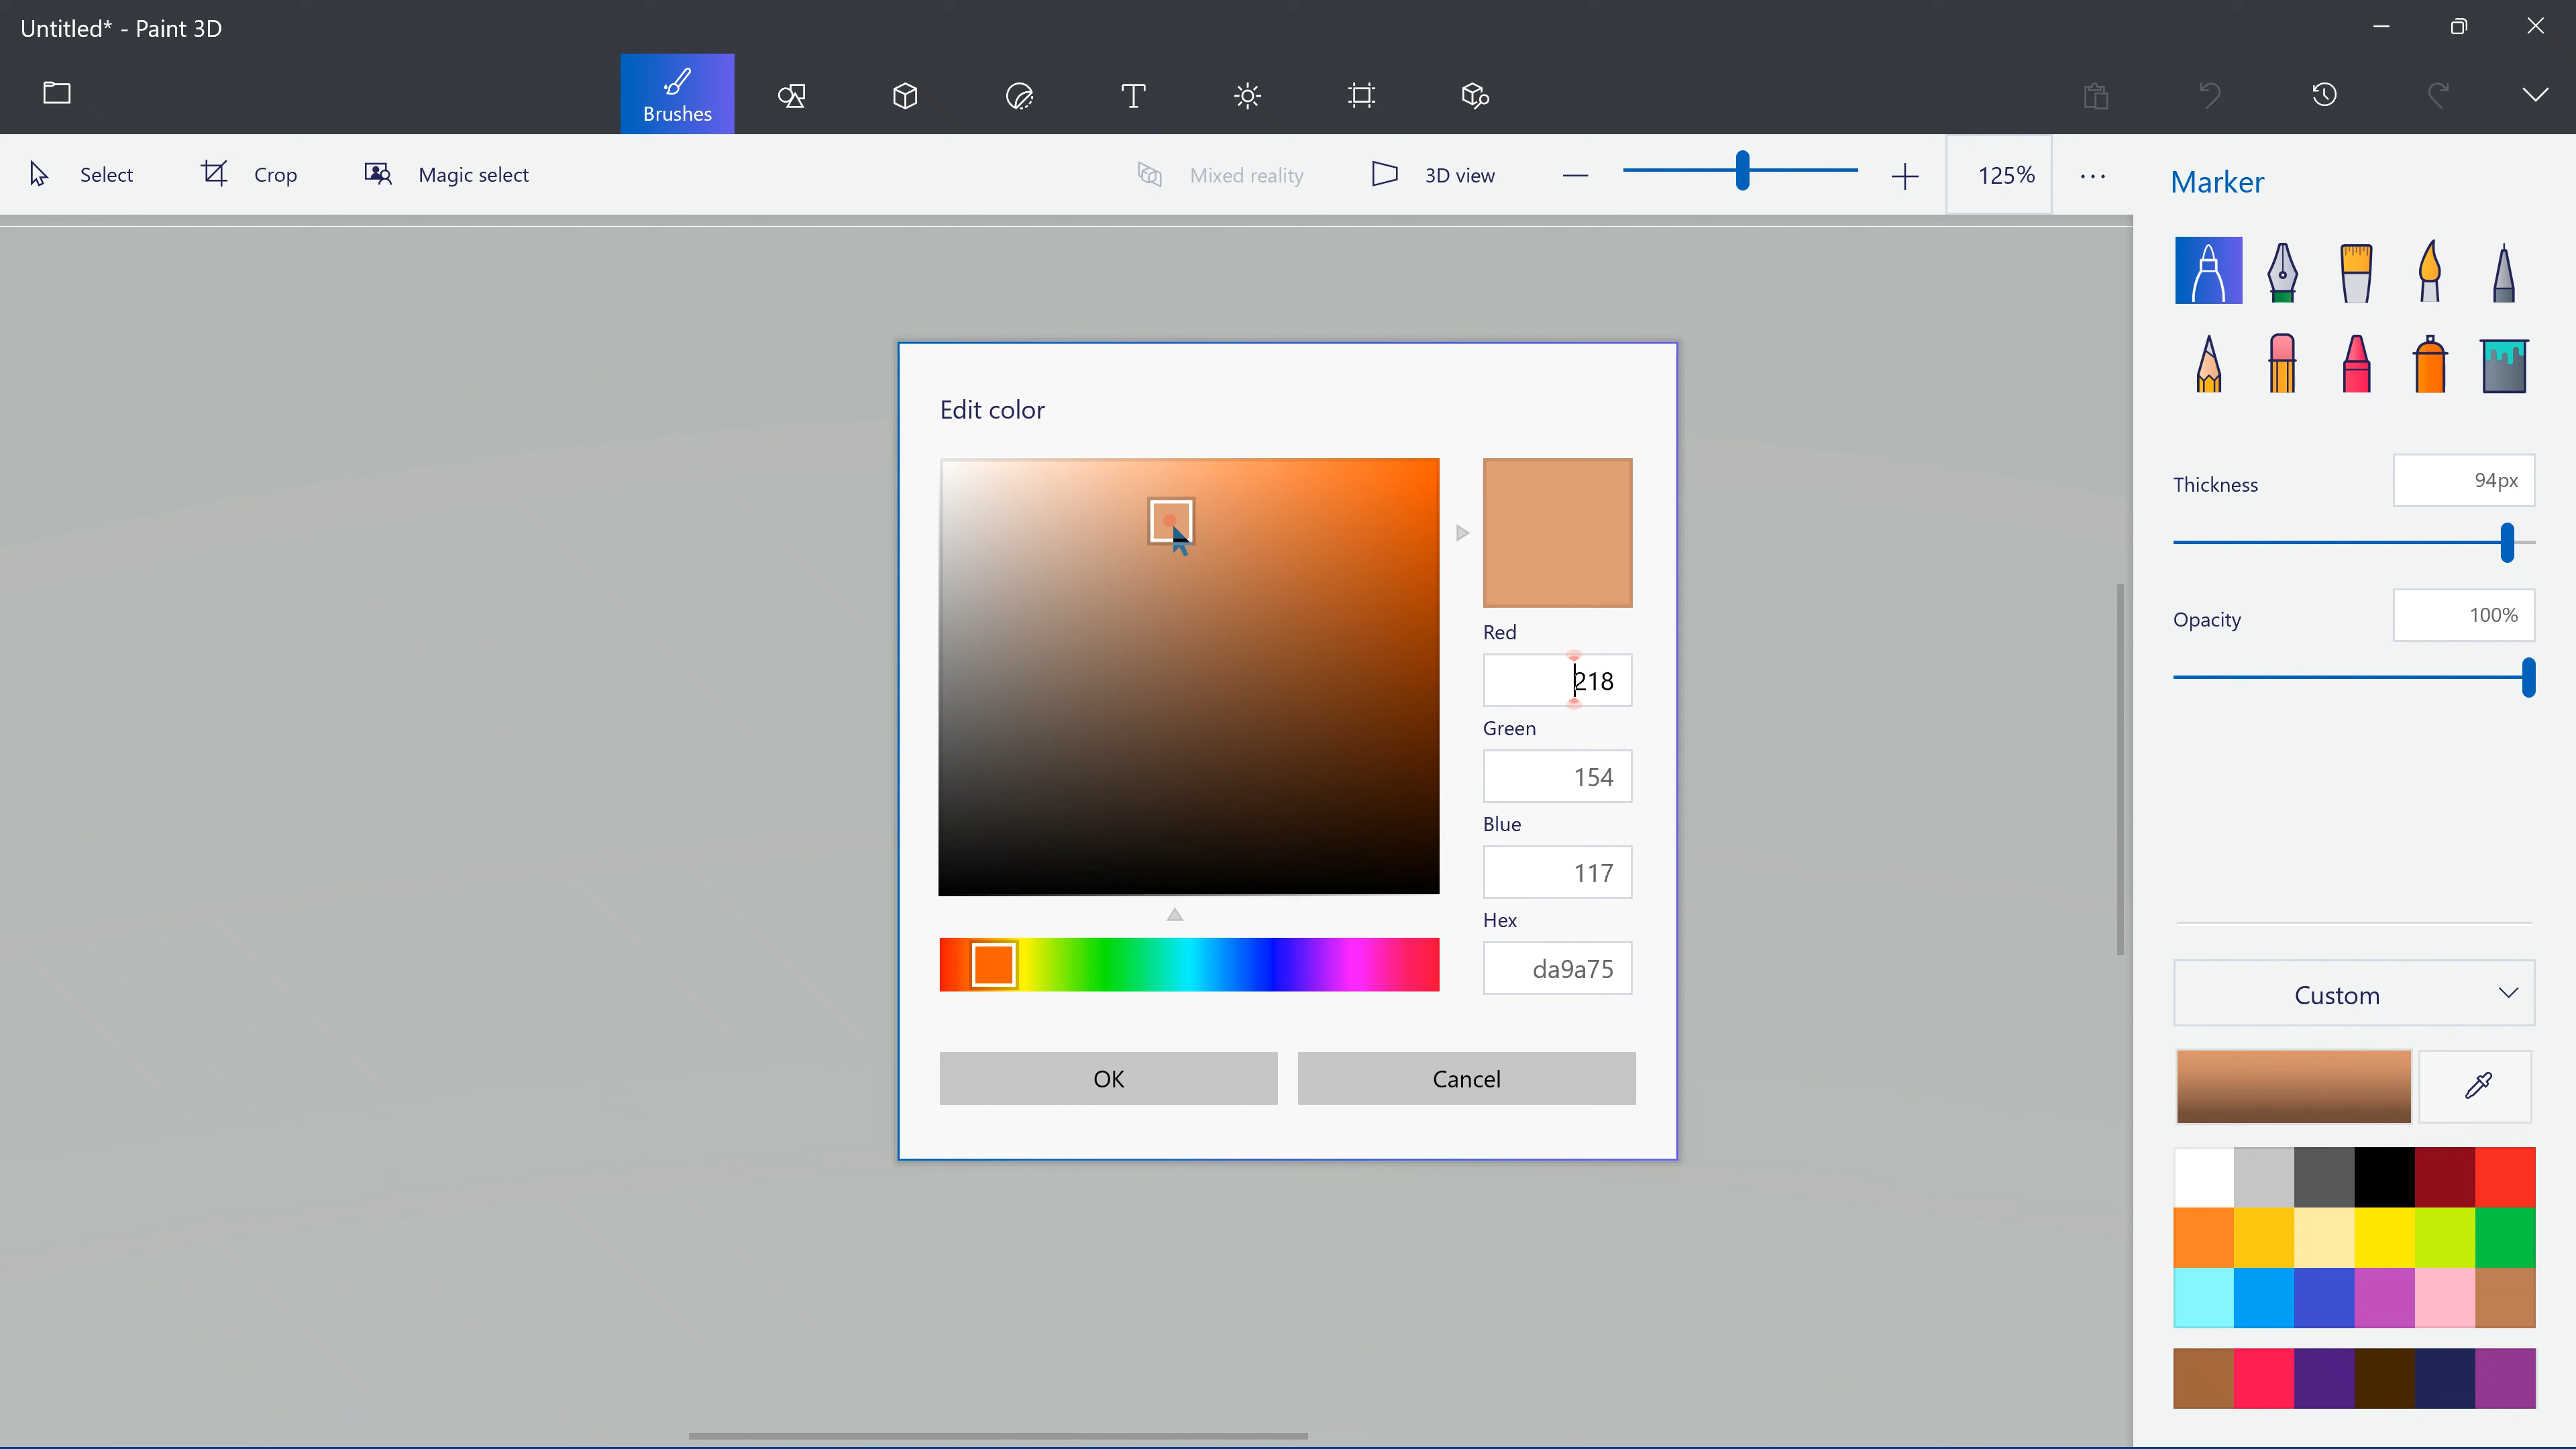 Untitled* - Paint 3D
Brushes
Select
Crop
Magic select
Mixed reality
3D view
125%
Marker
Thickness
94px
Opacity
100%
Edit color
Red
218
Green
154
Blue
117
Hex
da9a75
OK
Cancel
Custom